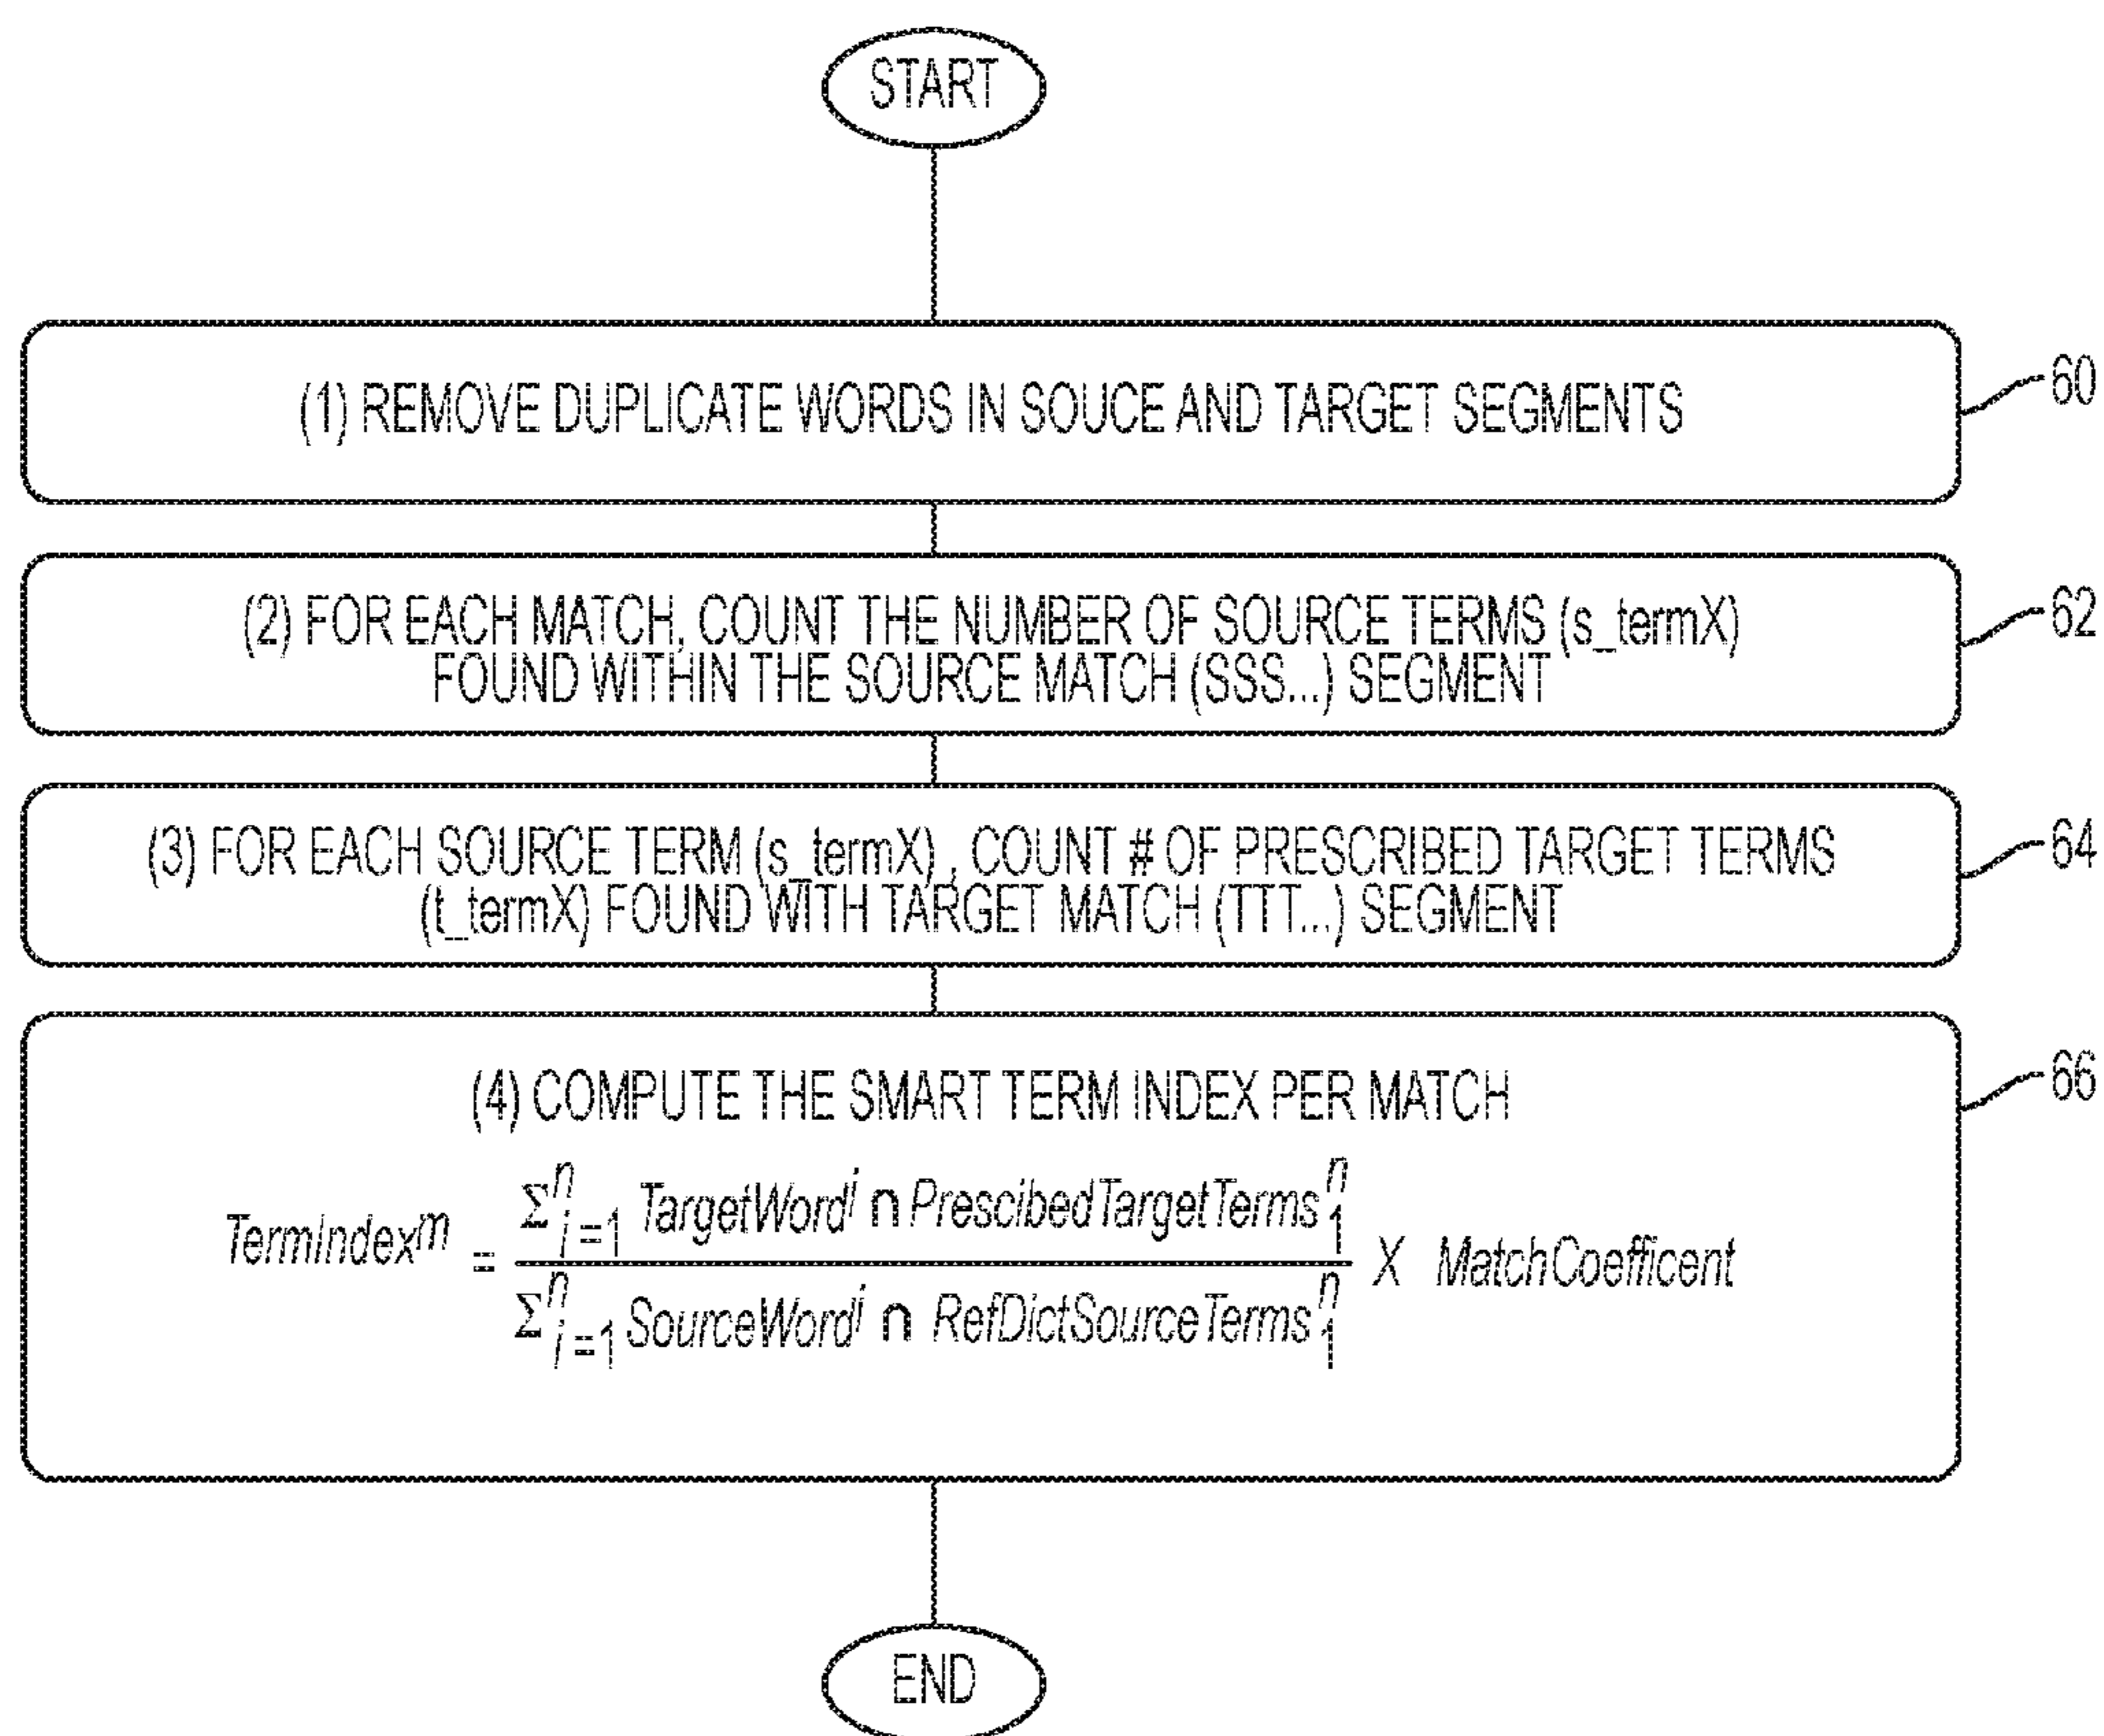 START
(1) REMOVE DUPLICATE WORDS IN SOUCE AND TARGET SEGMENTS
60
(2) FOR EACH MATCH, COUNT THE NUMBER OF SOURCE TERMS (s_termX)
FOUND WITHIN THE SOURCE MATCH (SSS...) SEGMENT
62
(3) FOR EACH SOURCE TERM (s_termX) , COUNT # OF PRESCRIBED TARGET TERMS
(t_termX) FOUND WITH TARGET MATCH (TTT...) SEGMENT
64
(4) COMPUTE THE SMART TERM INDEX PER MATCH
66
Σ^n_{i=1} TargetWord^i ∩ PrescibedTargetTerms^n_1
TermIndex^m = X MatchCoefficent
Σ^n_{i=1} SourceWord^i ∩ RefDictSourceTerms^n_1
END